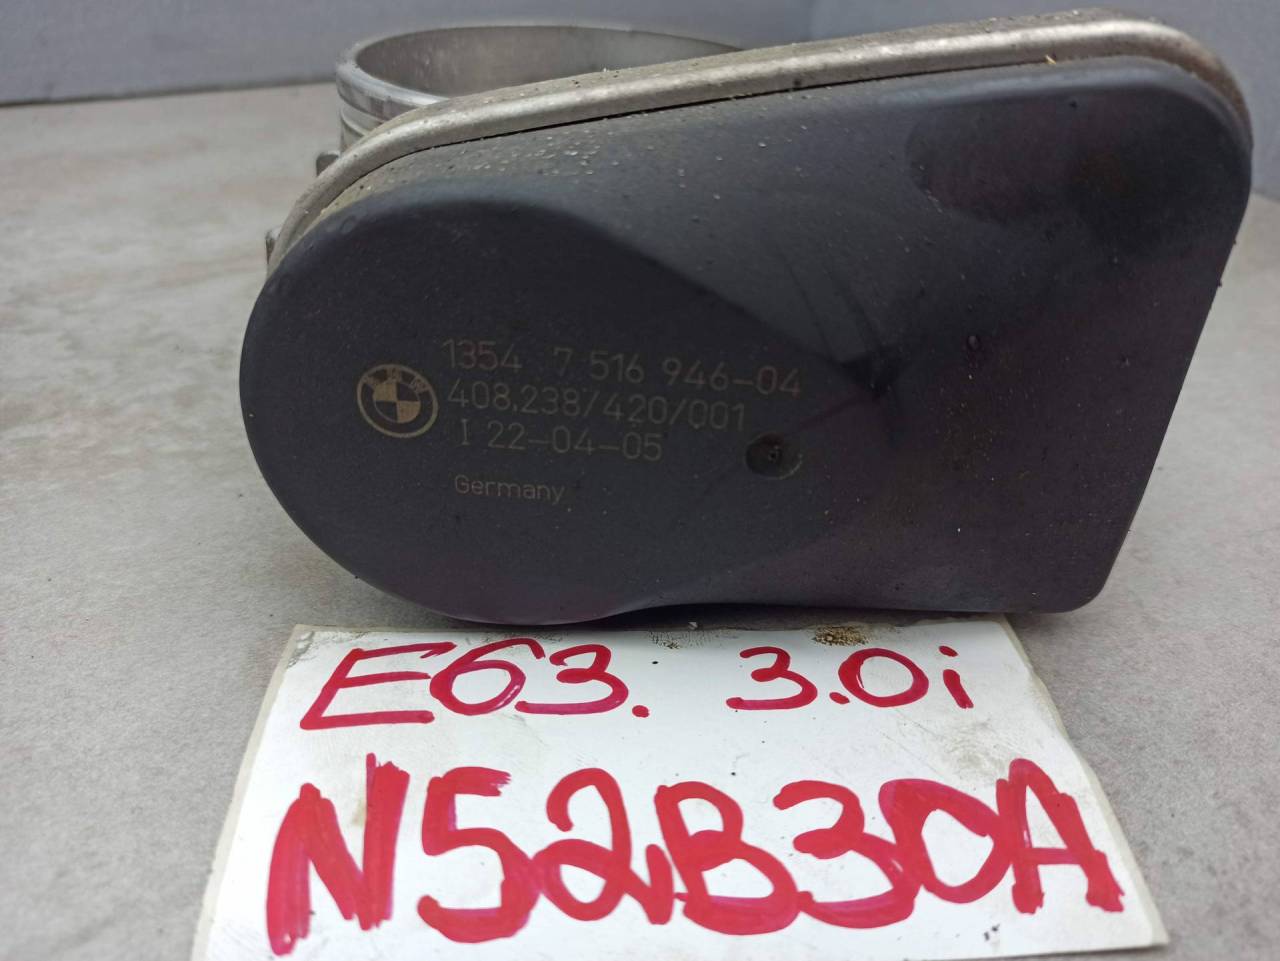 1354 7 516 946-04
408.238/420/001
I 22-04-05
Germany
E63. 3.0i
N52B30A